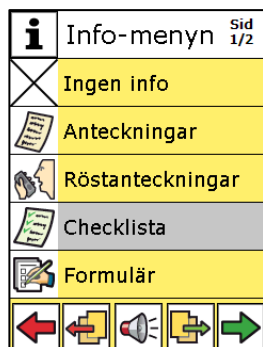 i Info-menyn Sid
1/2
Ingen info
Anteckningar
Röstanteckningar
Checklista
Formulär